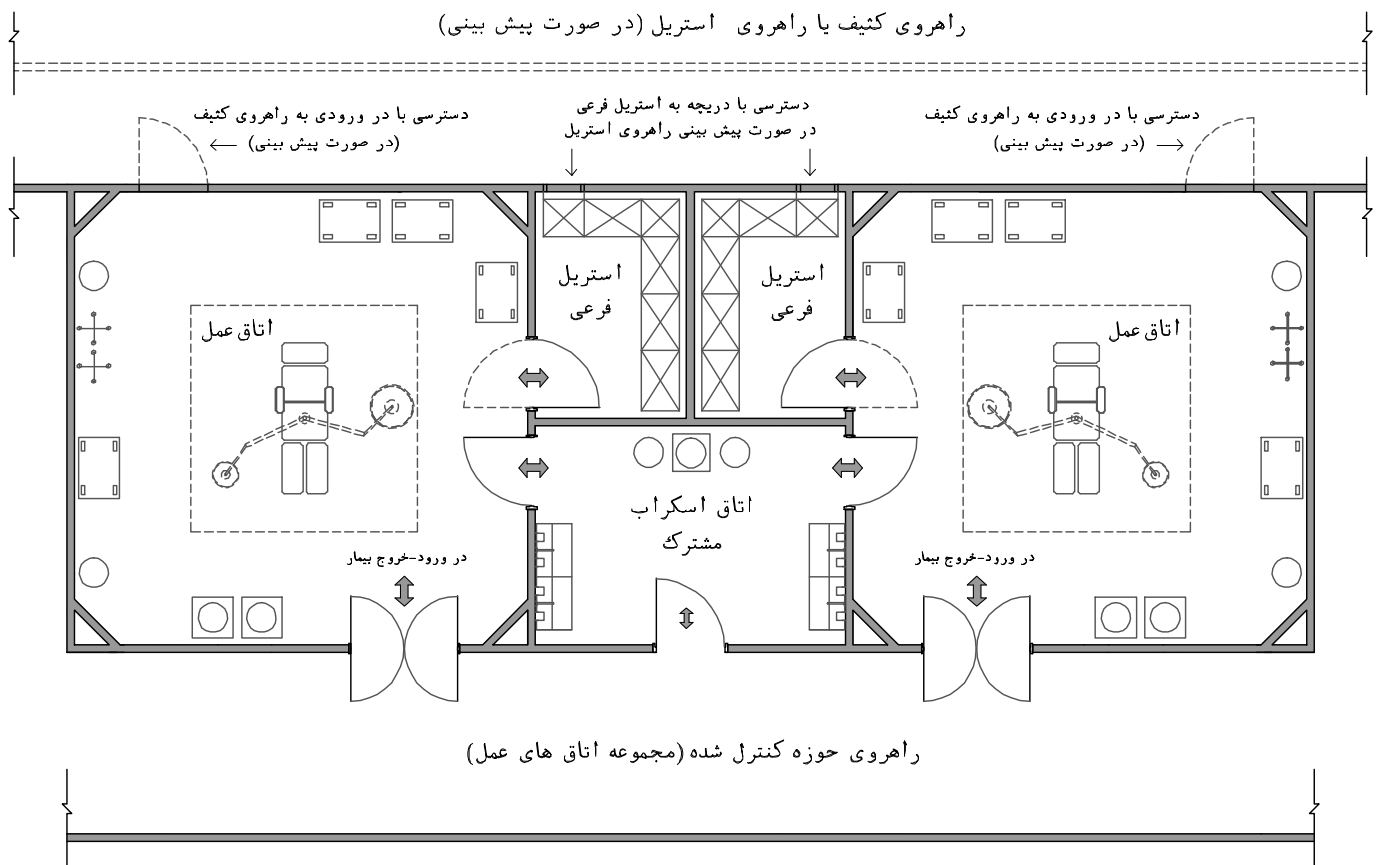 راهروی کثیف یا راهروی استریل (در صورت پیش بینی)
دسترسی با در ورودی به راهروی کثیف
(در صورت پیش بینی)
دسترسی با دریچه به استریل فرعی
در صورت پیش بینی راهروی استریل
دسترسی با در ورودی به راهروی کثیف
(در صورت پیش بینی)
استریل
فرعی
استریل
فرعی
اتاق عمل
اتاق عمل
اتاق اسکراب
مشترک
در ورود-خروج بیمار
در ورود-خروج بیمار
راهروی حوزه کنترل شده (مجموعه اتاق های عمل)